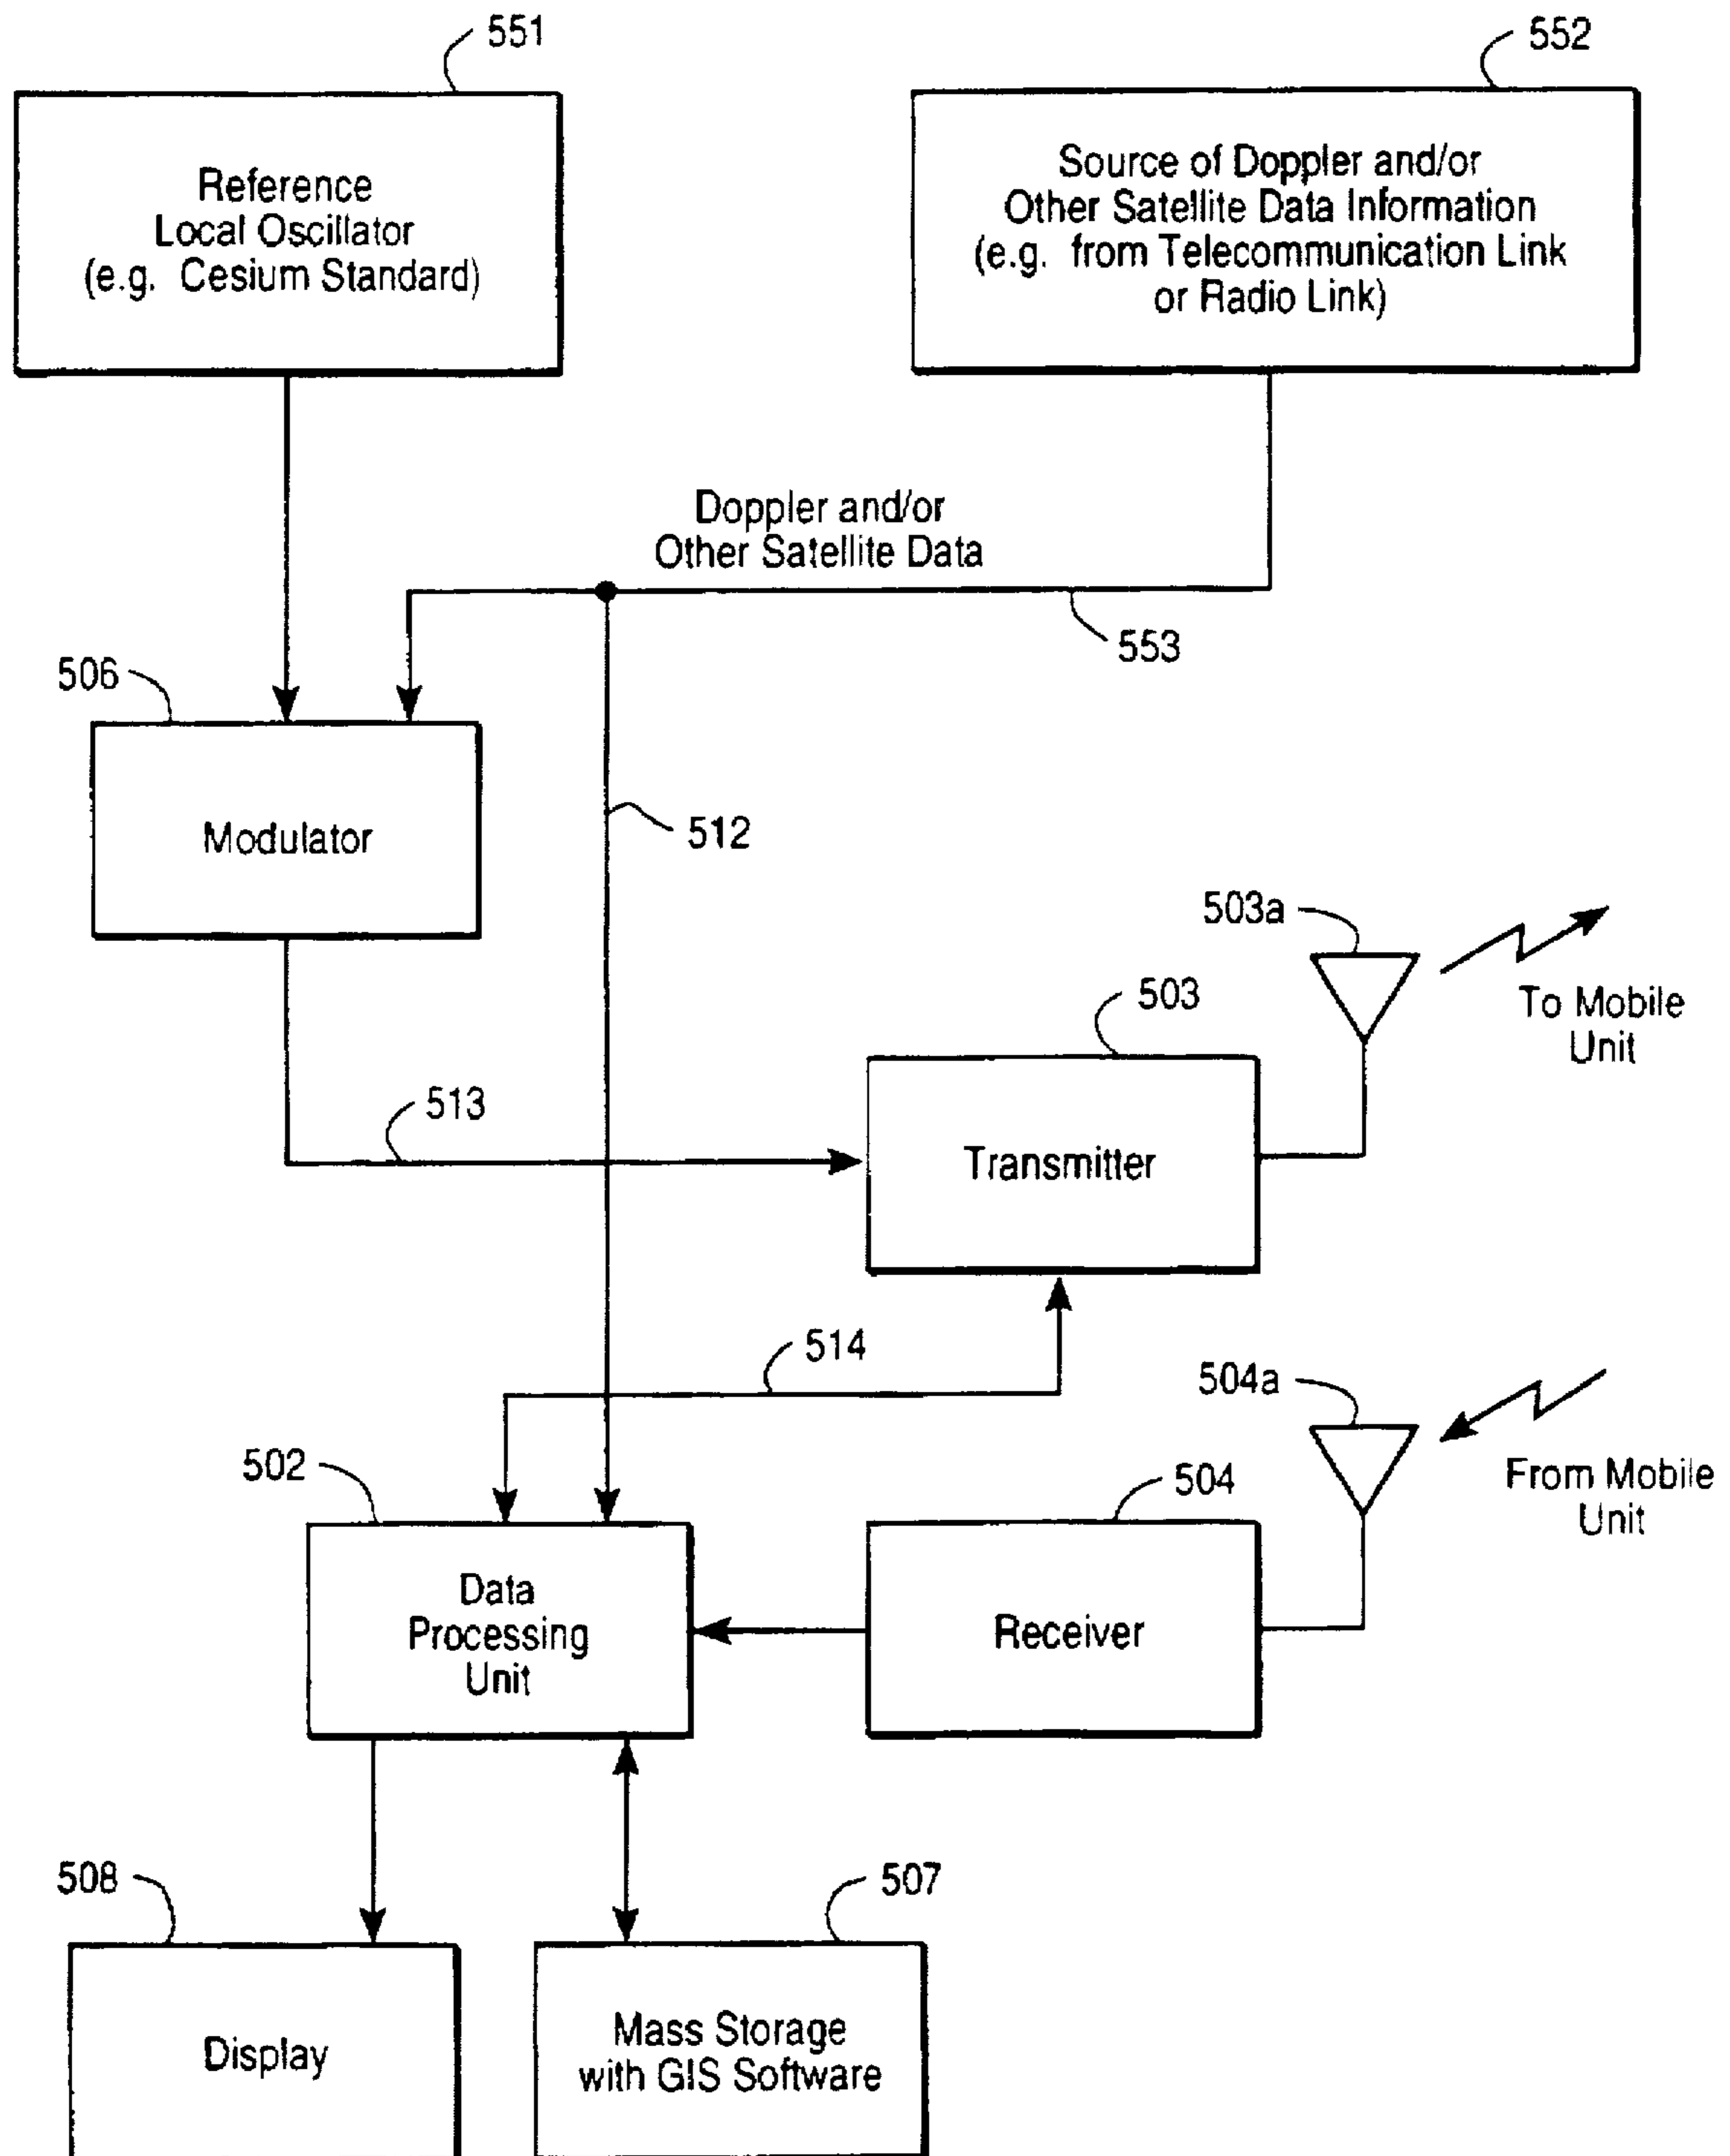 551
552
Reference
Local Oscillator
(e.g. Cesium Standard)
Source of Doppler and/or
Other Satellite Data Information
(e.g. from Telecommunication Link
or Radio Link)
Doppler and/or
Other Satellite Data
553
506
Modulator
512
503a
To Mobile
Unit
503
513
Transmitter
514
504a
From Mobile
Unit
502
504
Data
Processing
Unit
Receiver
508
507
Display
Mass Storage
with GIS Software